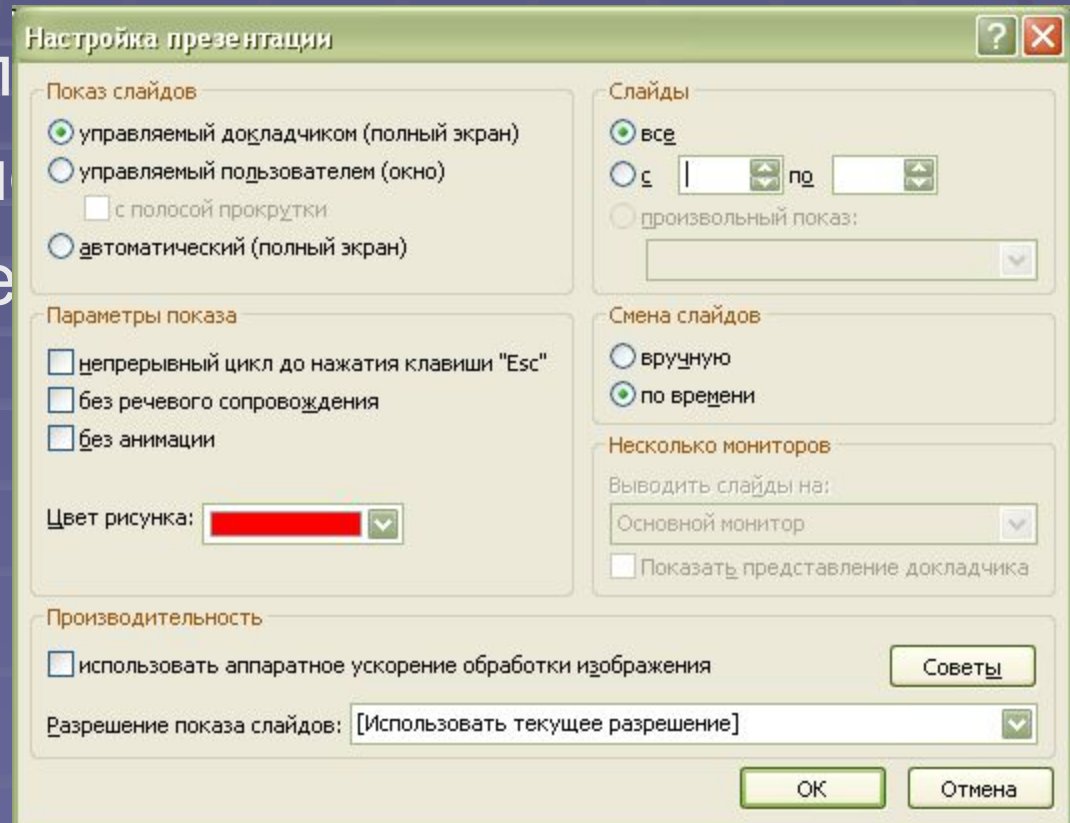 Настройка презентации
Показ слайдов
управляемый докладчиком (полный экран)
управляемый пользователем (окно)
с полосой прокрутки
автоматический (полный экран)
Слайды
все
с по
произвольный показ:
Параметры показа
непрерывный цикл до нажатия клавиши "Esc"
без речевого сопровождения
без анимации
Цвет рисунка:
Смена слайдов
вручную
по времени
Несколько мониторов
Выводить слайды на:
Основной монитор
Показать представление докладчика
Производительность
использовать аппаратное ускорение обработки изображения
Советы
Разрешение показа слайдов: [Использовать текущее разрешение]
ОК Отмена